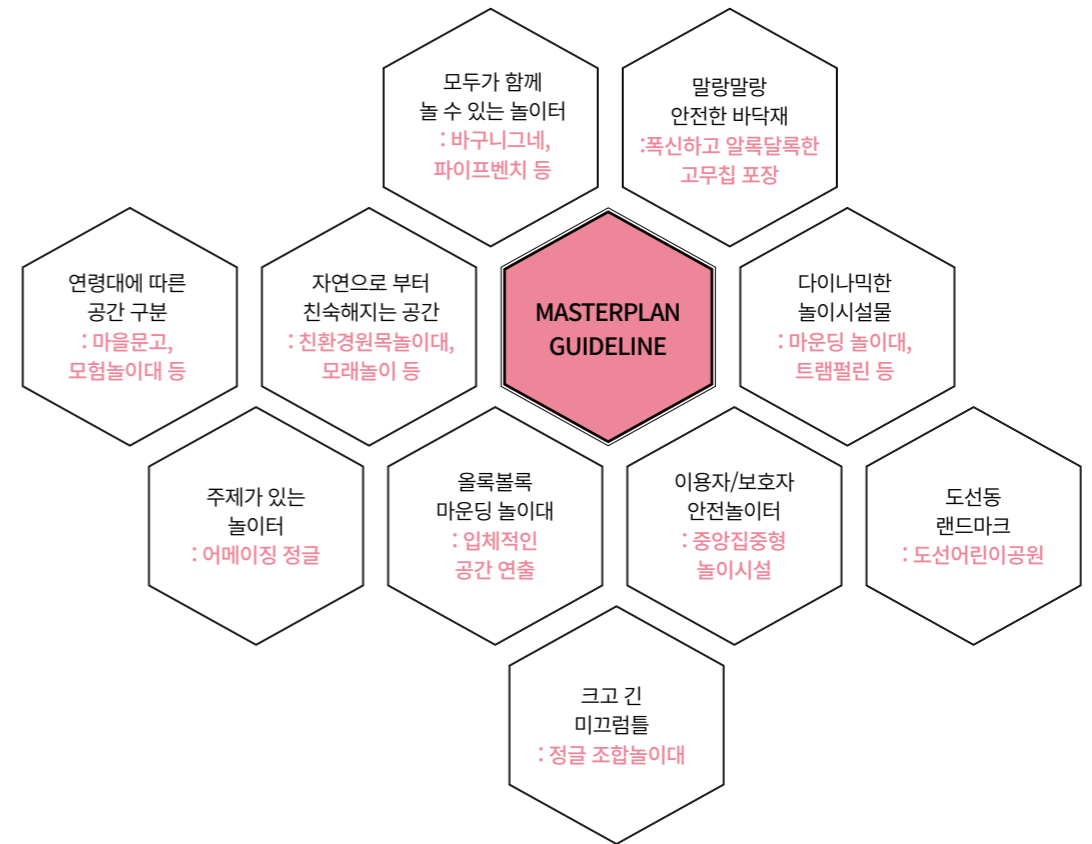 모두가 함께
놀 수 있는 놀이터
: 바구니그네,
파이프벤치 등
말랑말랑
안전한 바닥재
:폭신하고 알록달록한
고무칩 포장
연령대에 따른
공간 구분
: 마을문고,
모험놀이대 등
자연으로 부터
친숙해지는 공간
: 친환경원목놀이대,
모래놀이 등
MASTERPLAN
GUIDELINE
다이나믹한
놀이시설물
: 마운딩 놀이대,
트램펄린 등
주제가 있는
놀이터
: 어메이징 정글
올록볼록
마운딩 놀이대
: 입체적인
공간 연출
이용자/보호자
안전놀이터
: 중앙집중형
놀이시설
도선동
랜드마크
: 도선어린이공원
크고 긴
미끄럼틀
: 정글 조합놀이대